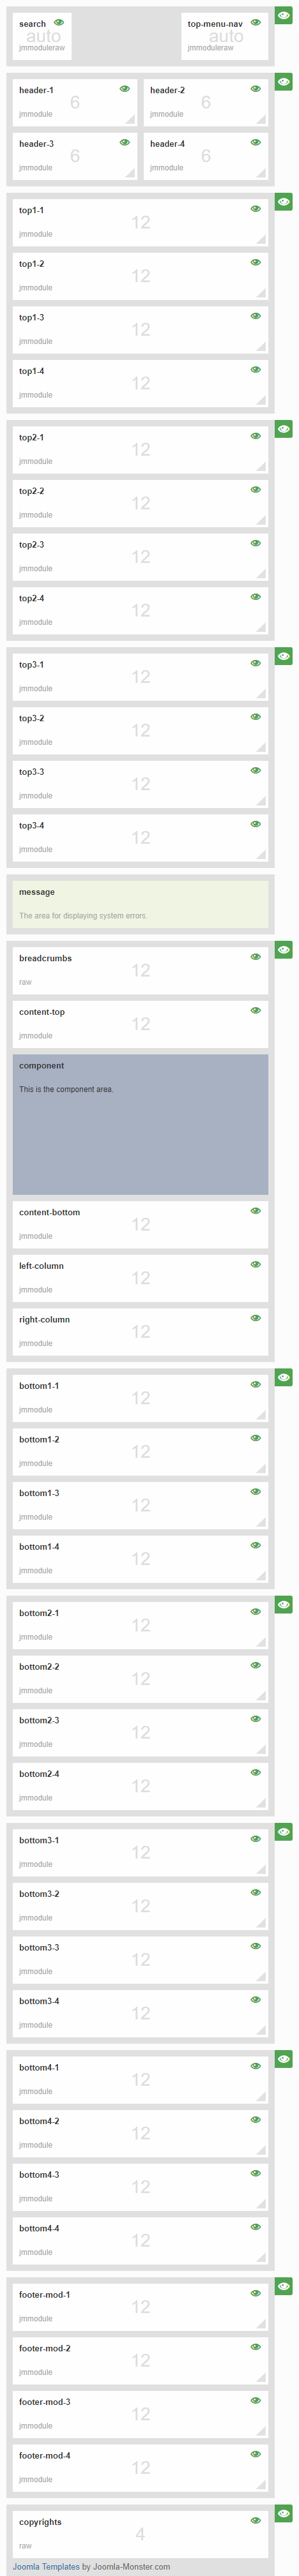 search
auto
jmmoduleraw
top-menu-nav
auto
jmmoduleraw
header-1
6
jmmodule
header-2
6
jmmodule
header-3
6
jmmodule
header-4
6
jmmodule
top1-1
12
jmmodule
top1-2
12
jmmodule
top1-3
12
jmmodule
top1-4
12
jmmodule
top2-1
12
jmmodule
top2-2
12
jmmodule
top2-3
12
jmmodule
top2-4
12
jmmodule
top3-1
12
jmmodule
top3-2
12
jmmodule
top3-3
12
jmmodule
top3-4
12
jmmodule
message
The area for displaying system errors.
breadcrumbs
12
raw
content-top
12
jmmodule
component
This is the component area.
content-bottom
12
jmmodule
left-column
12
jmmodule
right-column
12
jmmodule
bottom1-1
12
jmmodule
bottom1-2
12
jmmodule
bottom1-3
12
jmmodule
bottom1-4
12
jmmodule
bottom2-1
12
jmmodule
bottom2-2
12
jmmodule
bottom2-3
12
jmmodule
bottom2-4
12
jmmodule
bottom3-1
12
jmmodule
bottom3-2
12
jmmodule
bottom3-3
12
jmmodule
bottom3-4
12
jmmodule
bottom4-1
12
jmmodule
bottom4-2
12
jmmodule
bottom4-3
12
jmmodule
bottom4-4
12
jmmodule
footer-mod-1
12
jmmodule
footer-mod-2
12
jmmodule
footer-mod-3
12
jmmodule
footer-mod-4
12
jmmodule
copyrights
4
raw
Joomla Templates by Joomla-Monster.com